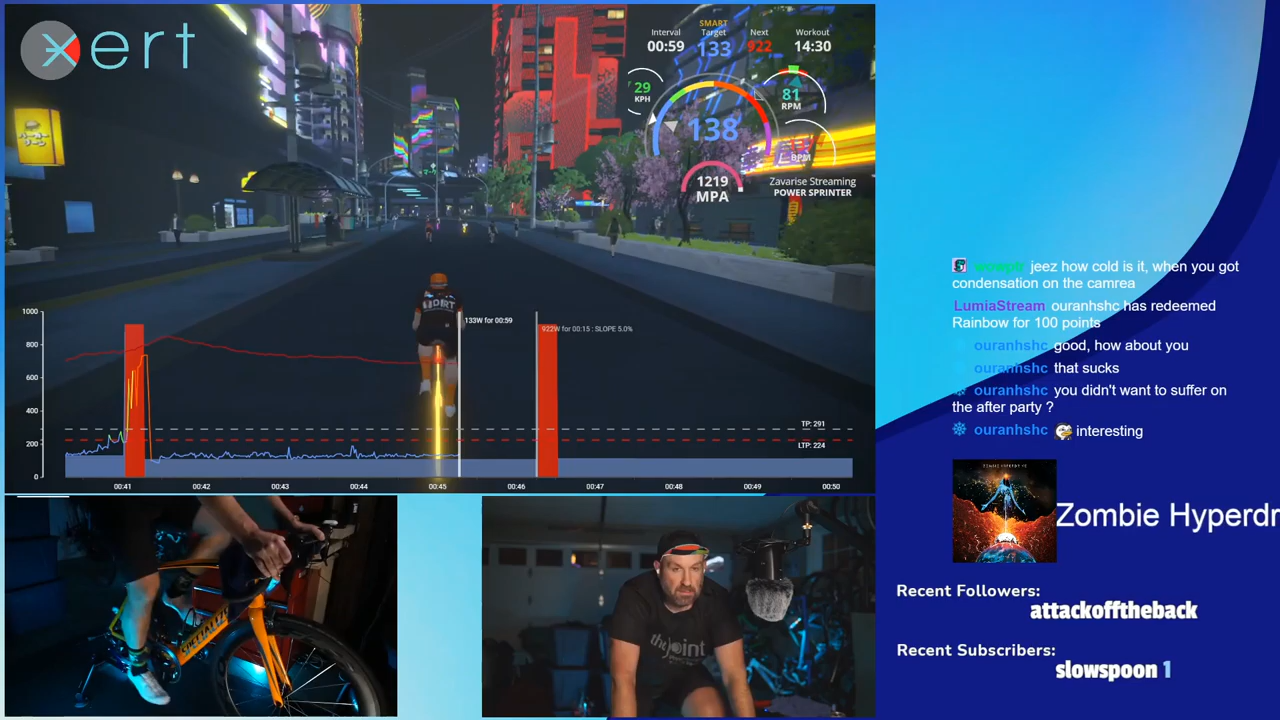 xert
Interval
00:59
SMART
Target
133
Next
922
Workout
14:30
29
KPH
81
RPM
138
BPM
1219
MPA
Zavarise Streaming
POWER SPRINTER
DIRT
1000
800
600
400
200
0
133W for 00:59
922W for 00:15 : SLOPE 5.0%
TP: 291
LTP: 224
00:41 00:42 00:43 00:44 00:45 00:46 00:47 00:48 00:49 00:50
SPECIALIZED
the joint
jeez how cold is it, when you got
condensation on the camrea
LumiaStream ouranhshc has redeemed
Rainbow for 100 points
ouranhshc good, how about you
ouranhshc that sucks
ouranhshc you didn't want to suffer on
the after party ?
ouranhshc interesting
ZOMBIE HYPERDRIVE
Zombie Hyperdr
Recent Followers:
attackofftheback
Recent Subscribers:
slowspoon 1